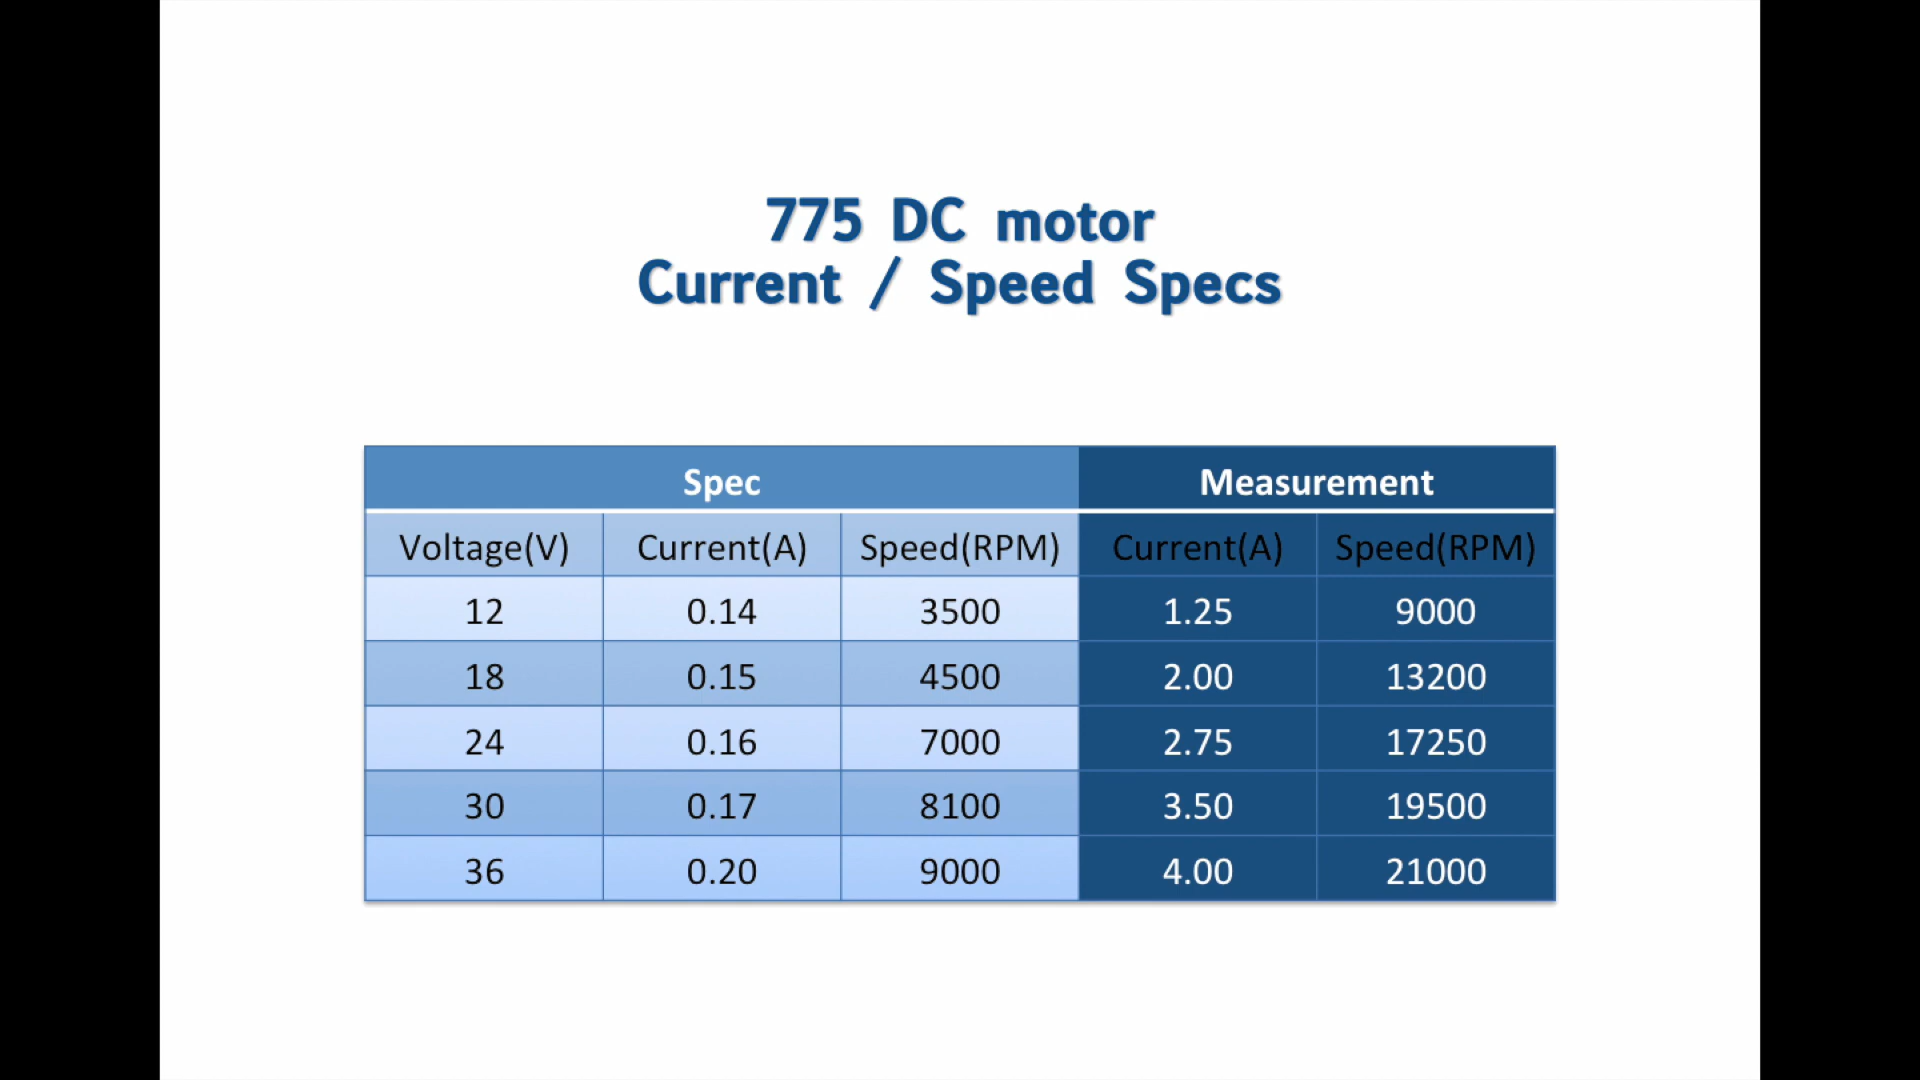 775 DC motor
Current / Speed Specs
Spec Measurement
Voltage(V) Current(A) Speed(RPM) Current(A) Speed(RPM)
12 0.14 3500 1.25 9000
18 0.15 4500 2.00 13200
24 0.16 7000 2.75 17250
30 0.17 8100 3.50 19500
36 0.20 9000 4.00 21000